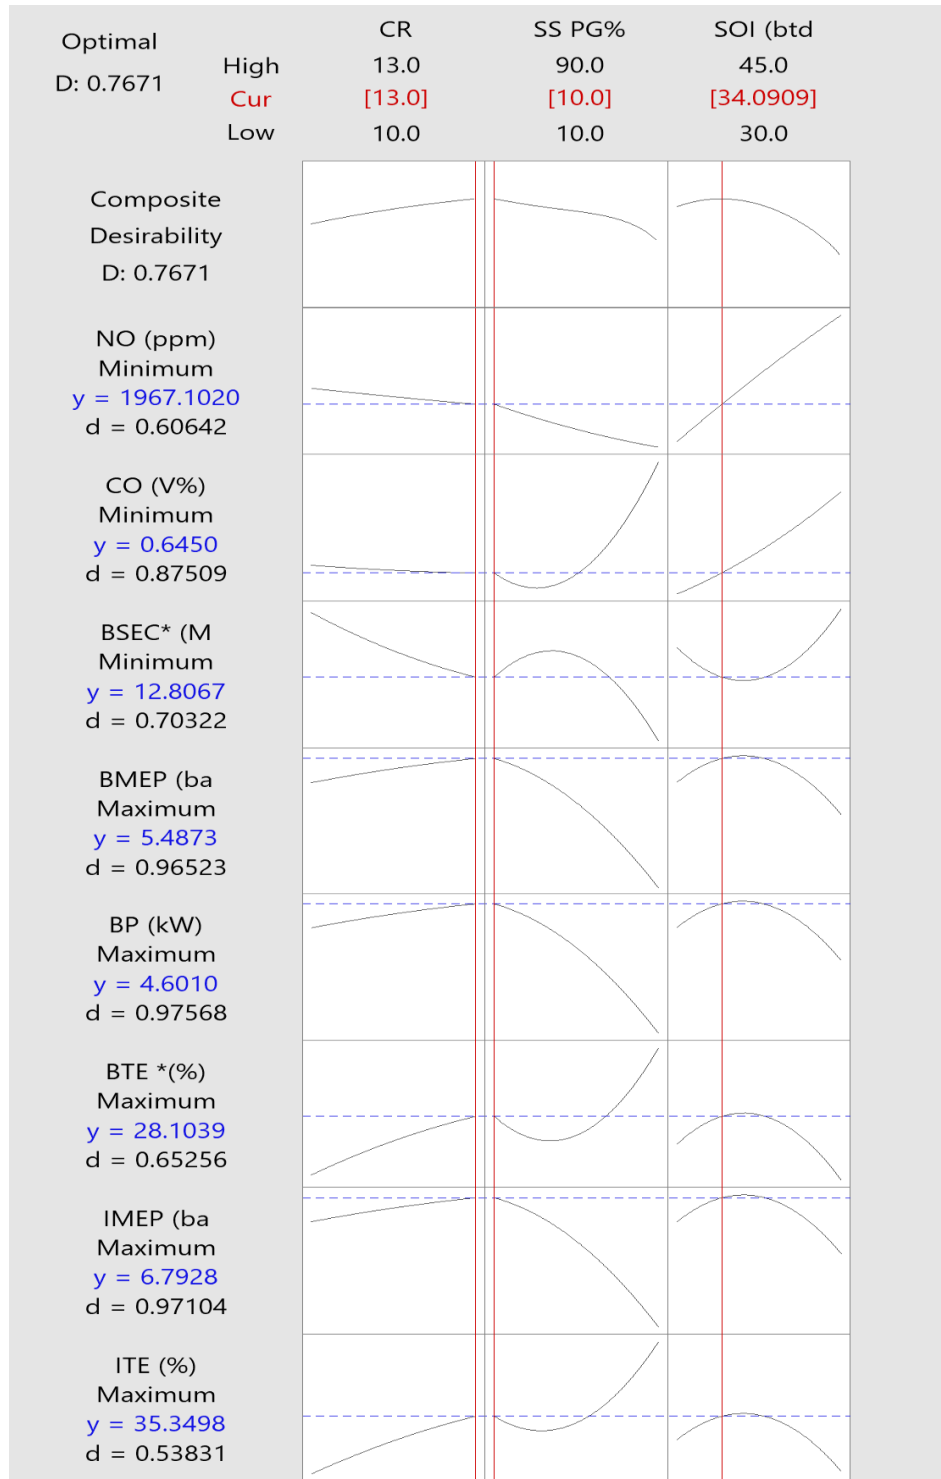 Optimal
D: 0.7671
CR SS PG% SOI (btd
High 13.0 90.0 45.0
Cur [13.0] [10.0] [34.0909]
Low 10.0 10.0 30.0
Composite
Desirability
D: 0.7671
NO (ppm)
Minimum
y = 1967.1020
d = 0.60642
CO (V%)
Minimum
y = 0.6450
d = 0.87509
BSEC* (M
Minimum
y = 12.8067
d = 0.70322
BMEP (ba
Maximum
y = 5.4873
d = 0.96523
BP (kW)
Maximum
y = 4.6010
d = 0.97568
BTE *(%)
Maximum
y = 28.1039
d = 0.65256
IMEP (ba
Maximum
y = 6.7928
d = 0.97104
ITE (%)
Maximum
y = 35.3498
d = 0.53831